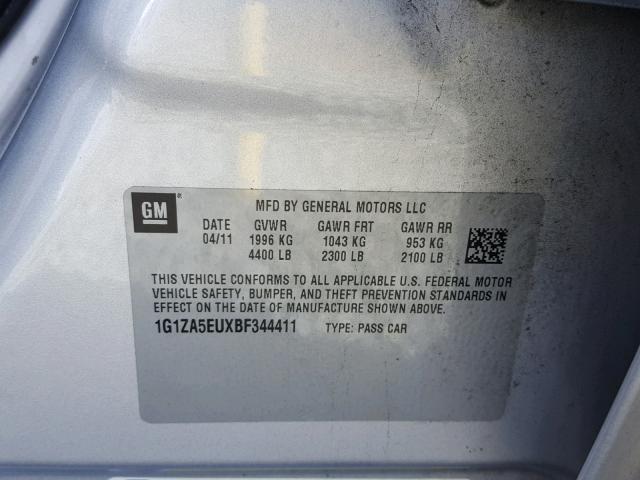 GM ®
MFD BY GENERAL MOTORS LLC
DATE GVWR GAWR FRT GAWR RR
04/11 1996 KG 1043 KG 953 KG
4400 LB 2300 LB 2100 LB
THIS VEHICLE CONFORMS TO ALL APPLICABLE U.S. FEDERAL MOTOR
VEHICLE SAFETY, BUMPER, AND THEFT PREVENTION STANDARDS IN
EFFECT ON THE DATE OF MANUFACTURE SHOWN ABOVE.
1G1ZA5EUXBF344411 TYPE: PASS CAR